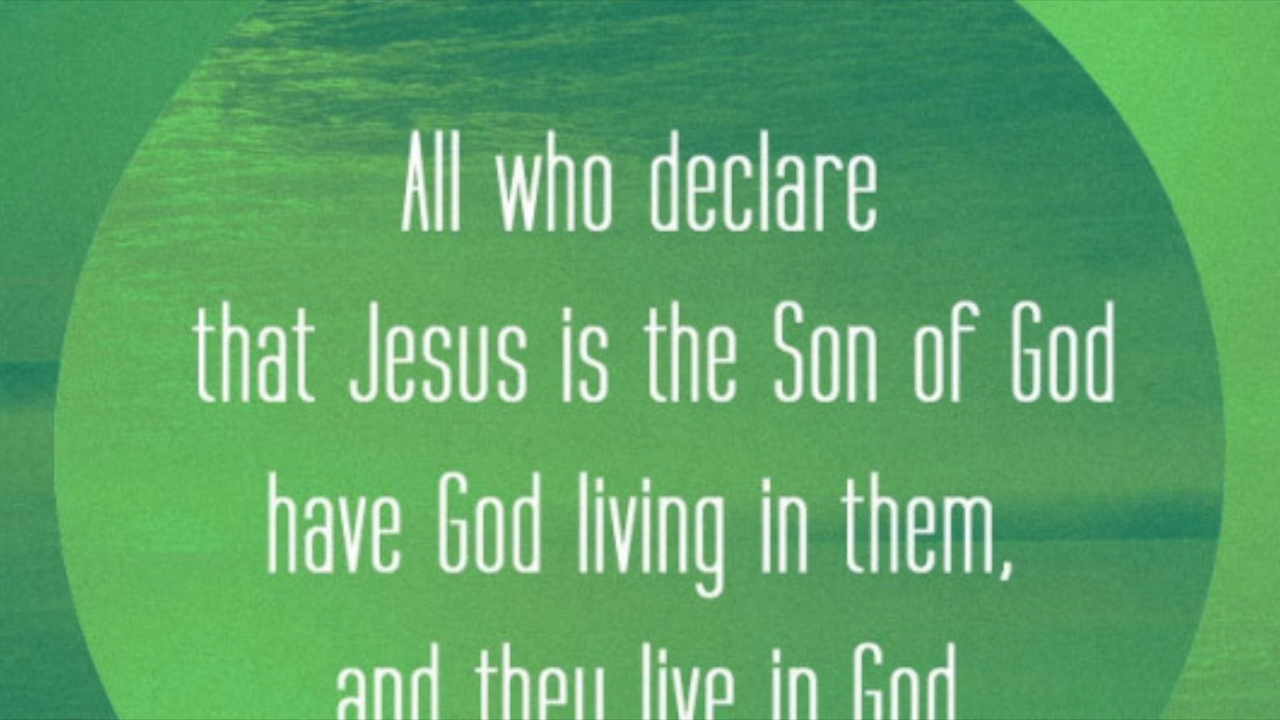 All who declare
that Jesus is the Son of God
have God living in them,
and they live in God